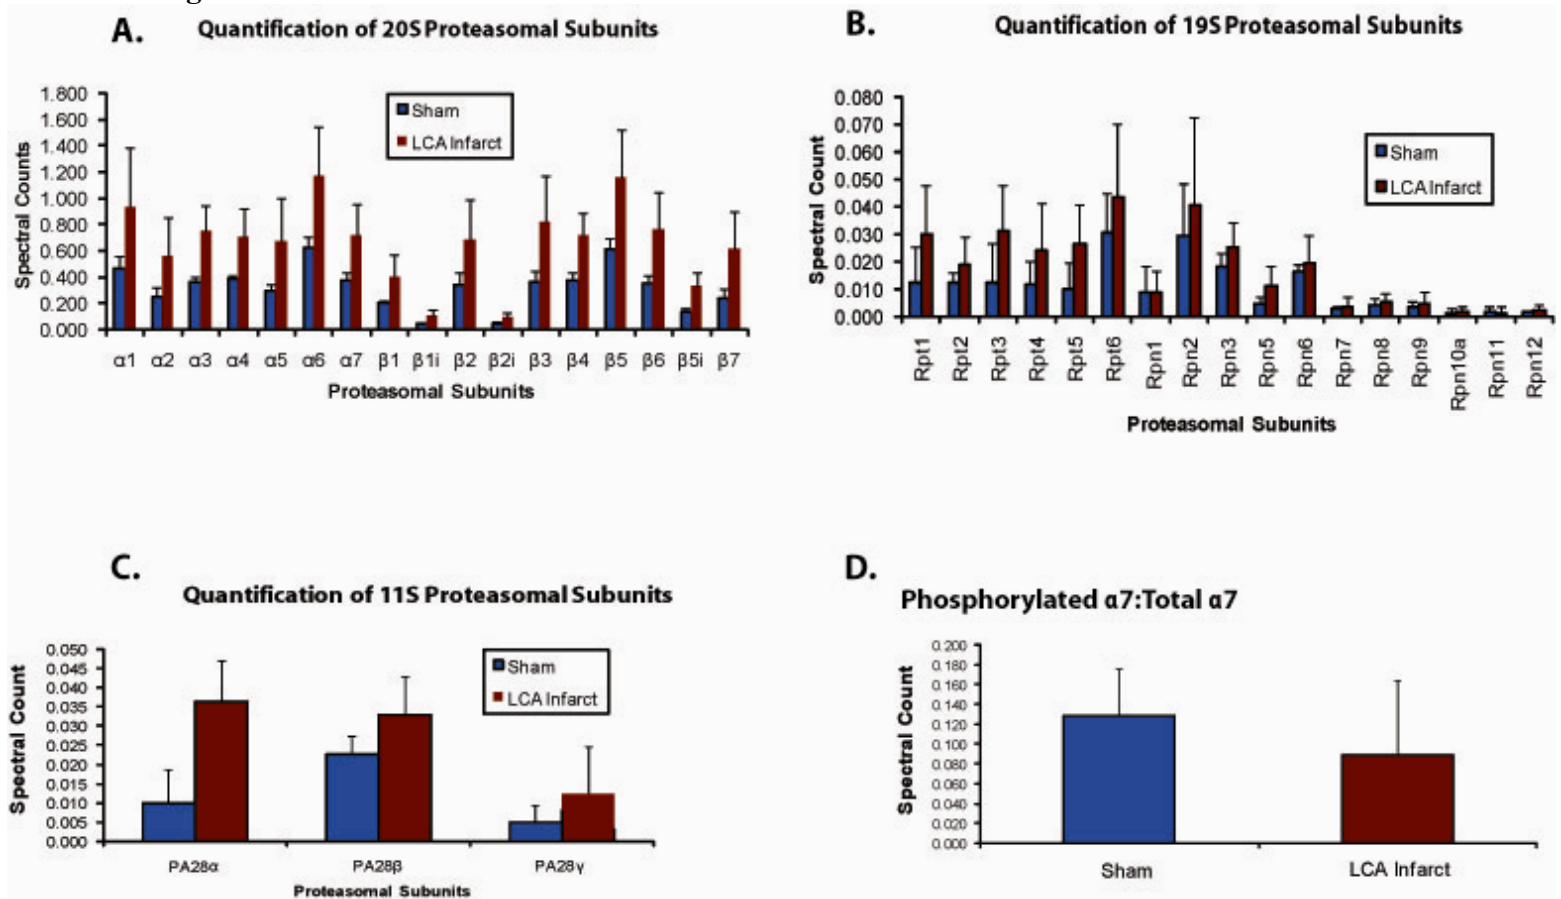 A.
Quantification of 20S Proteasomal Subunits
Spectral Counts
1.800
1.600
1.400
1.200
1.000
0.800
0.600
0.400
0.200
0.000
Sham
LCA Infarct
α1 α2 α3 α4 α5 α6 α7 β1 β1i β2 β2i β3 β4 β5 β6 β5i β7
Proteasomal Subunits
B.
Quantification of 19S Proteasomal Subunits
Spectral Count
0.080
0.070
0.060
0.050
0.040
0.030
0.020
0.010
0.000
Sham
LCA Infarct
Rpt1 Rpt2 Rpt3 Rpt4 Rpt5 Rpt6 Rpn1 Rpn2 Rpn3 Rpn5 Rpn6 Rpn7 Rpn8 Rpn9 Rpn10a Rpn11 Rpn12
Proteasomal Subunits
C.
Quantification of 11S Proteasomal Subunits
Spectral Count
0.050
0.045
0.040
0.035
0.030
0.025
0.020
0.015
0.010
0.005
0.000
Sham
LCA Infarct
PA28α PA28β PA28γ
Proteasomal Subunits
D.
Phosphorylated α7:Total α7
Spectral Count
0.200
0.180
0.160
0.140
0.120
0.100
0.080
0.060
0.040
0.020
0.000
Sham LCA Infarct